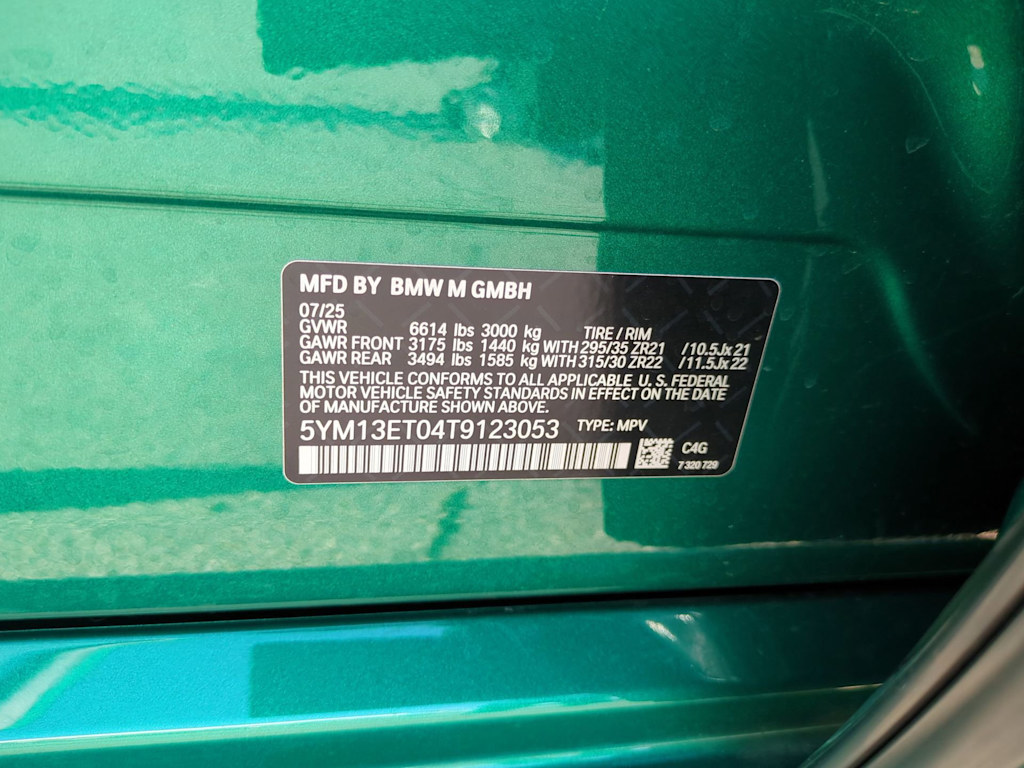 MFD BY BMW M GMBH
07/25
GVWR 6614 lbs 3000 kg TIRE / RIM
GAWR FRONT 3175 lbs 1440 kg WITH 295/35 ZR21 /10.5Jx21
GAWR REAR 3494 lbs 1585 kg WITH 315/30 ZR22 /11.5Jx22
THIS VEHICLE CONFORMS TO ALL APPLICABLE U. S. FEDERAL
MOTOR VEHICLE SAFETY STANDARDS IN EFFECT ON THE DATE
OF MANUFACTURE SHOWN ABOVE.
5YM13ET04T9123053 TYPE: MPV
C4G
7 320 729